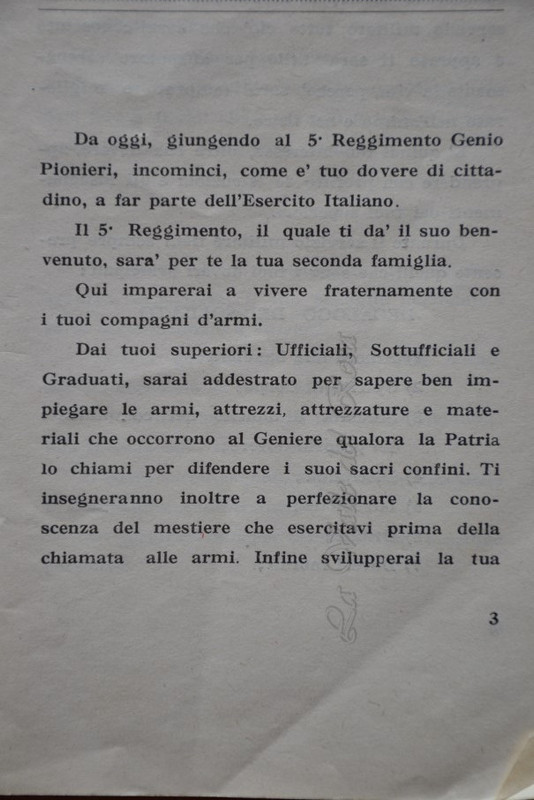 Da oggi, giungendo al 5° Reggimento Genio
Pionieri, incominci, come e' tuo dovere di citta-
dino, a far parte dell'Esercito Italiano.
Il 5° Reggimento, il quale ti da' il suo ben-
venuto, sara' per te la tua seconda famiglia.
Qui imparerai a vivere fraternamente con
i tuoi compagni d'armi.
Dai tuoi superiori: Ufficiali, Sottufficiali e
Graduati, sarai addestrato per sapere ben im-
piegare le armi, attrezzi, attrezzature e mate-
riali che occorrono al Geniere qualora la Patria
lo chiami per difendere i suoi sacri confini. Ti
insegneranno inoltre a perfezionare la cono-
scenza del mestiere che esercitavi prima della
chiamata alle armi. Infine svilupperai la tua
3